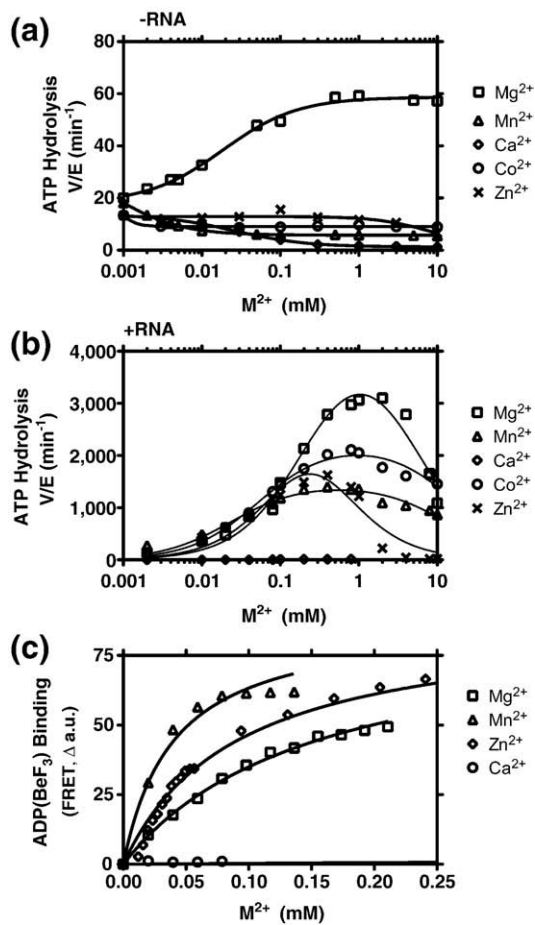 (a)
-RNA
ATP Hydrolysis
V/E (min⁻¹)
80
60
40
20
0
0.001
0.01
0.1
1
10
M²⁺ (mM)
Mg²⁺
Mn²⁺
Ca²⁺
Co²⁺
Zn²⁺
(b)
+RNA
ATP Hydrolysis
V/E (min⁻¹)
4,000
3,000
2,000
1,000
0
0.001
0.01
0.1
1
10
M²⁺ (mM)
Mg²⁺
Mn²⁺
Ca²⁺
Co²⁺
Zn²⁺
(c)
ADP(BeF₃) Binding
(FRET, Δ a.u.)
75
50
25
0
0.00
0.05
0.10
0.15
0.20
0.25
M²⁺ (mM)
Mg²⁺
Mn²⁺
Zn²⁺
Ca²⁺